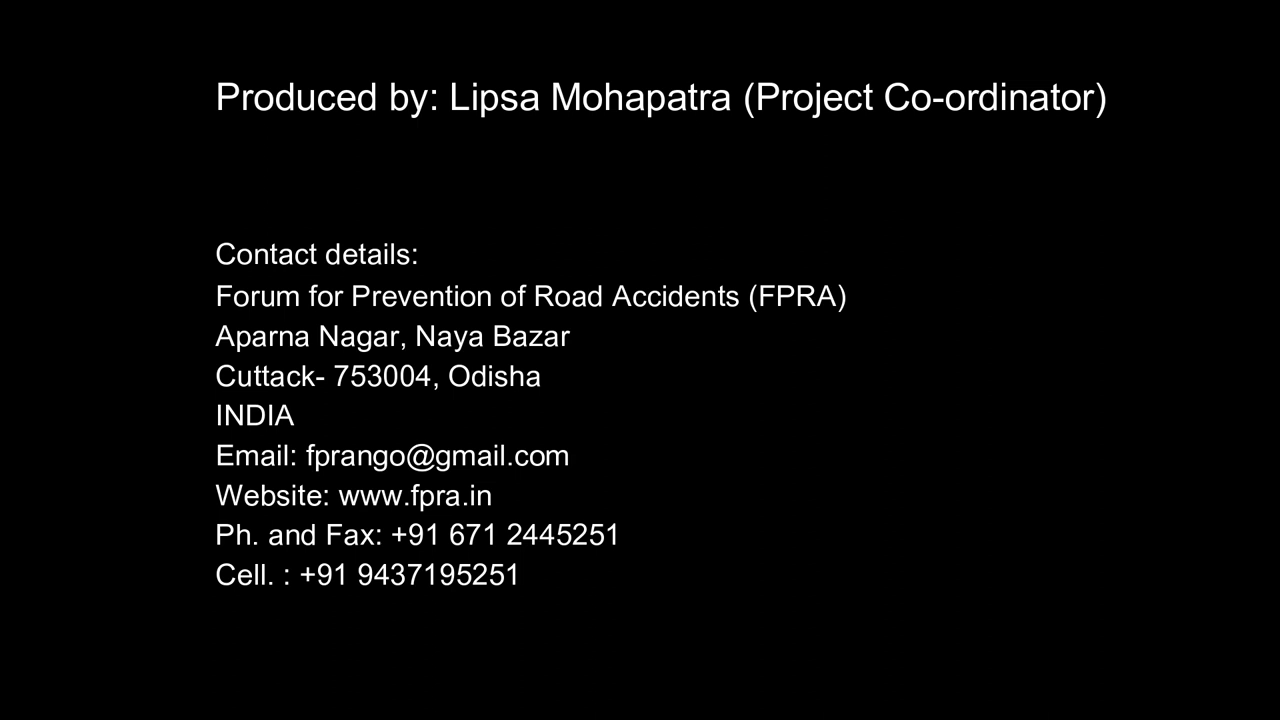 Produced by: Lipsa Mohapatra (Project Co-ordinator)
Contact details:
Forum for Prevention of Road Accidents (FPRA)
Aparna Nagar, Naya Bazar
Cuttack- 753004, Odisha
INDIA
Email: fprango@gmail.com
Website: www.fpra.in
Ph. and Fax: +91 671 2445251
Cell. : +91 9437195251